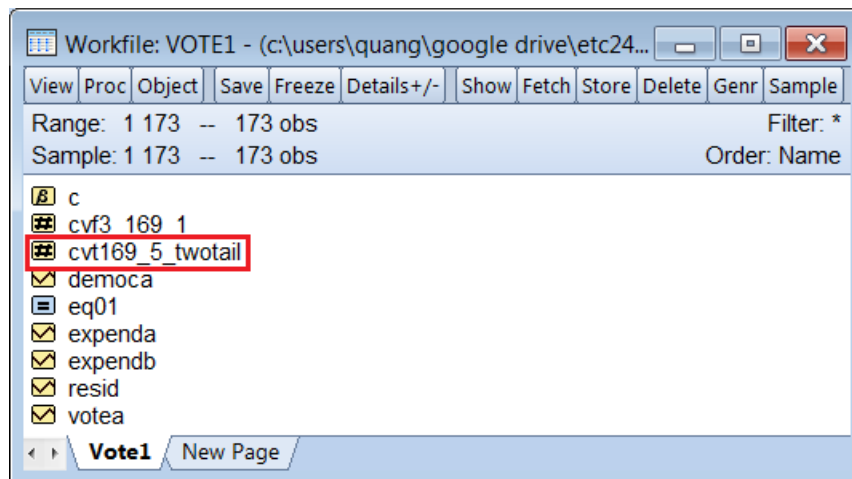 Workfile: VOTE1 - (c:\users\quang\google drive\etc24...
View Proc Object Save Freeze Details+/- Show Fetch Store Delete Genr Sample
Range: 1 173 -- 173 obs Filter: *
Sample: 1 173 -- 173 obs Order: Name
β c
cvf3_169_1
cvt169_5_twotail
democa
eq01
expenda
expendb
resid
votea
Vote1 New Page